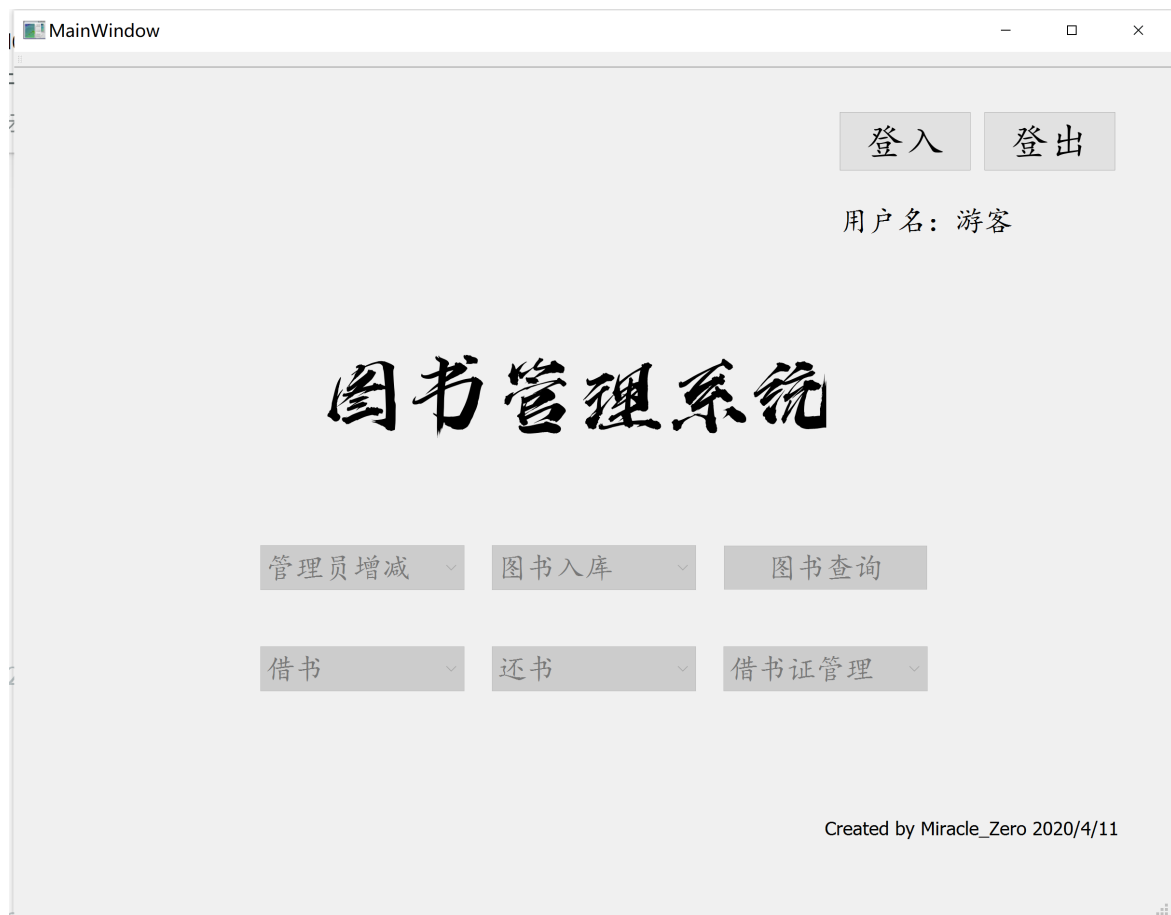 MainWindow
登入 登出
用户名：游客
图书管理系统
管理员增减 图书入库 图书查询
借书 还书 借书证管理
Created by Miracle_Zero 2020/4/11